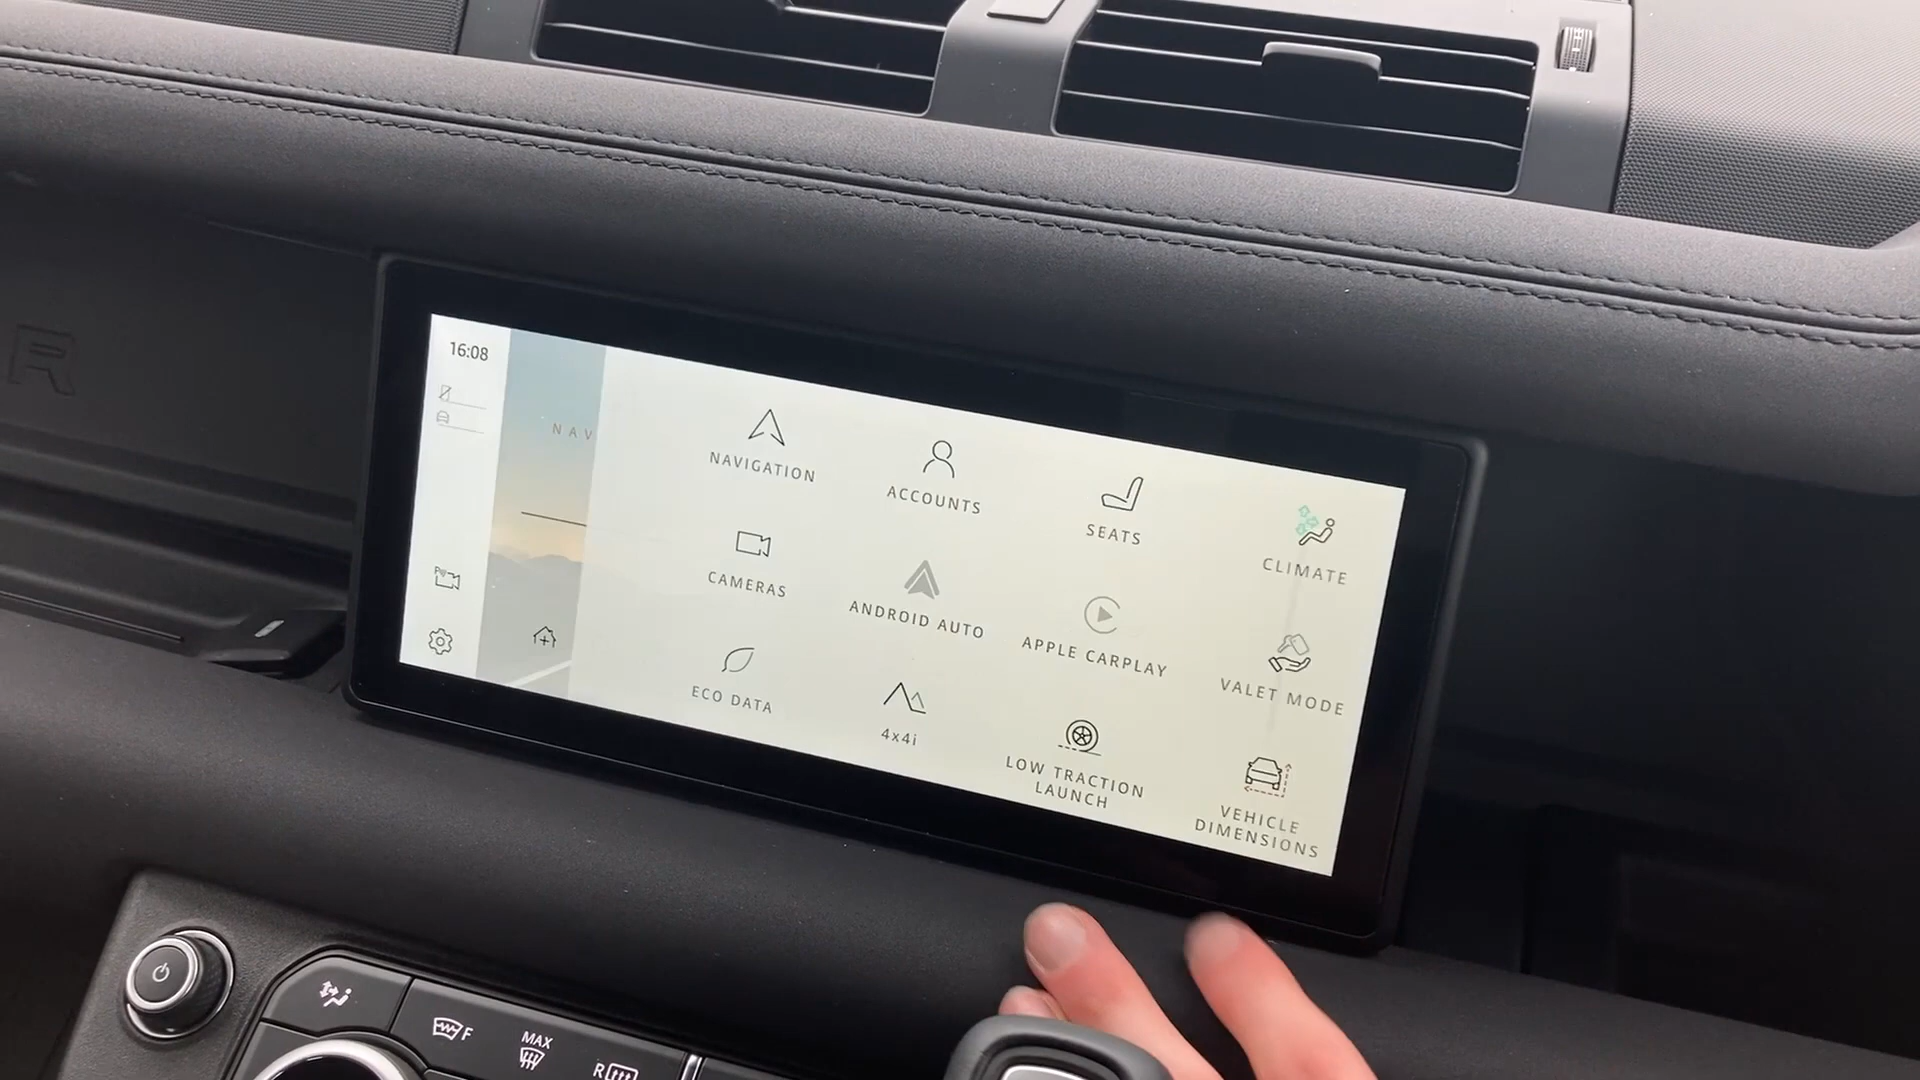 R
16:08
NAV
NAVIGATION
ACCOUNTS
SEATS
CLIMATE
CAMERAS
ANDROID AUTO
APPLE CARPLAY
VALET MODE
ECO DATA
4x4i
LOW TRACTION
LAUNCH
VEHICLE
DIMENSIONS
F
MAX
R